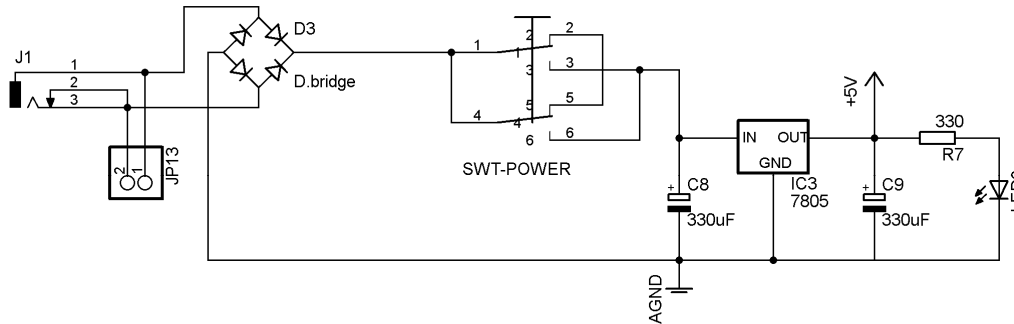 J1
1
2
3
2
1
JP13
D3
D.bridge
1
4
2
1
3
5
4
6
2
3
5
6
SWT-POWER
C8
+
330uF
IN
OUT
GND
IC3
7805
+5V
+
C9
330uF
330
R7
AGND